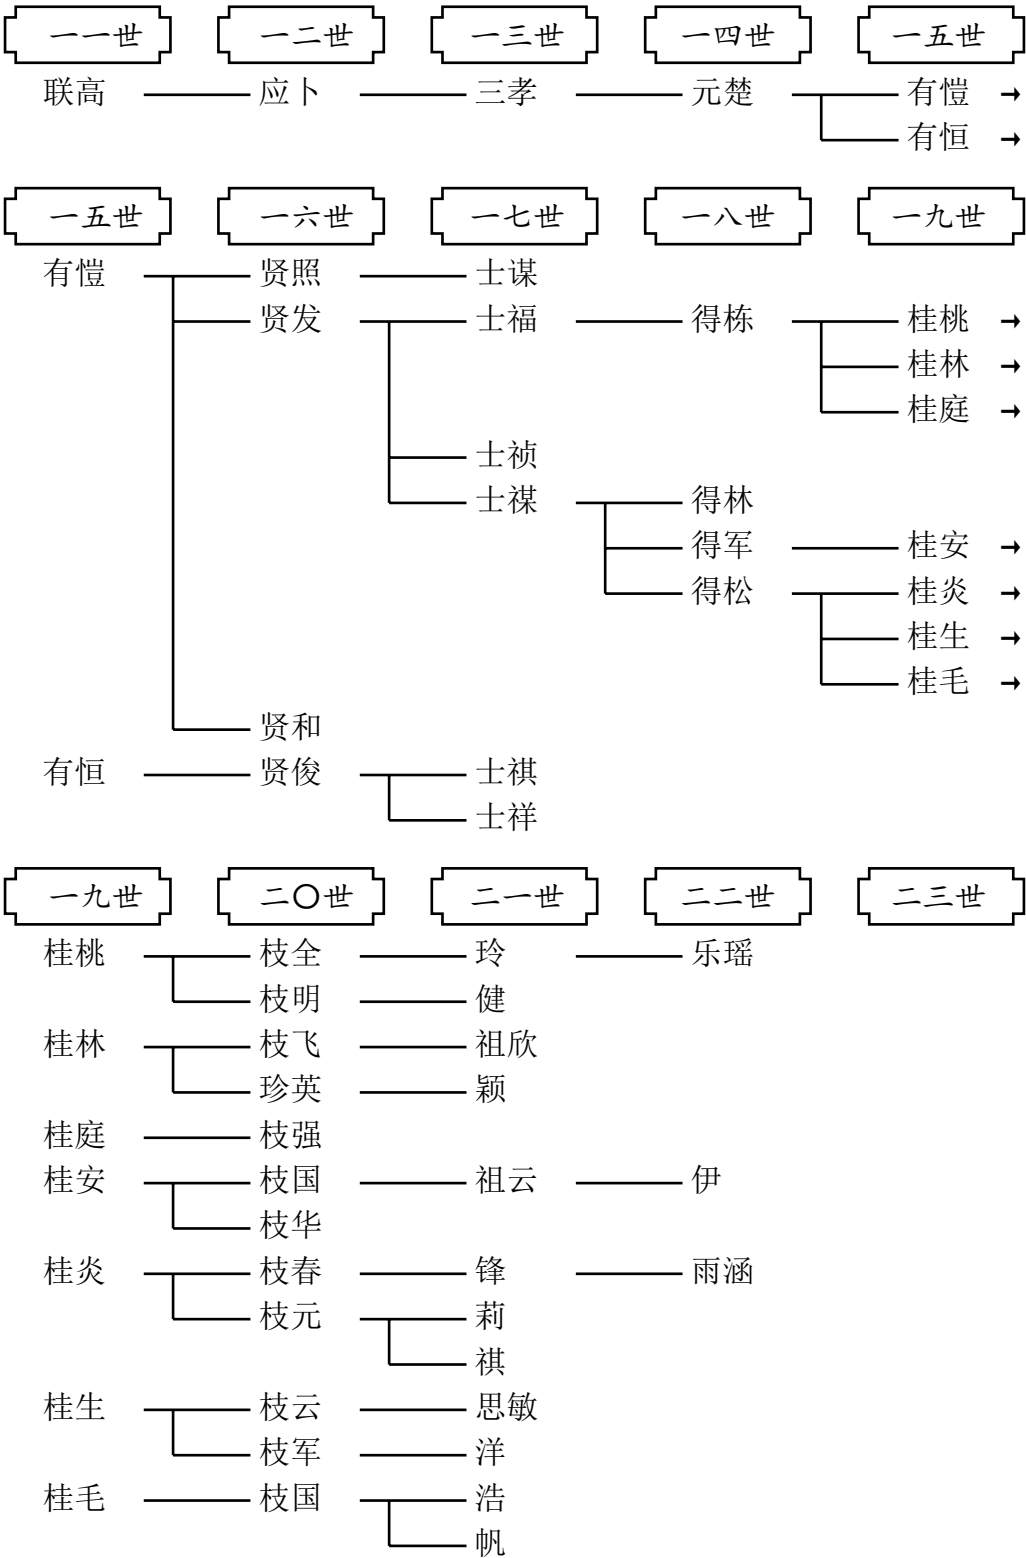 一一世 一二世 一三世 一四世 一五世
联高 应卜 三孝 元楚 有愷 →
有恒 →
一五世 一六世 一七世 一八世 一九世
有愷 贤照 士谋
贤发 士福 得栋 桂桃 →
桂林 →
桂庭 →
士祯
士禖 得林
得军 桂安 →
得松 桂炎 →
桂生 →
桂毛 →
贤和
有恒 贤俊 士祺
士祥
一九世 二〇世 二一世 二二世 二三世
桂桃 枝全 玲 乐瑶
枝明 健
桂林 枝飞 祖欣
珍英 颖
桂庭 枝强
桂安 枝国 祖云 伊
枝华
桂炎 枝春 锋 雨涵
枝元 莉
祺
桂生 枝云 思敏
枝军 洋
桂毛 枝国 浩
帆